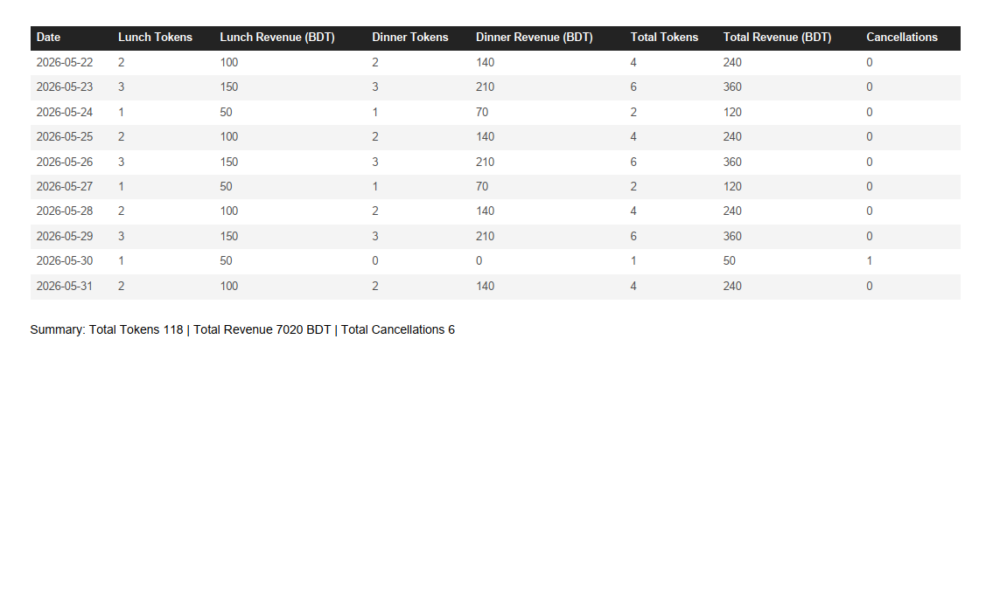 Date Lunch Tokens Lunch Revenue (BDT) Dinner Tokens Dinner Revenue (BDT) Total Tokens Total Revenue (BDT) Cancellations
2026-05-22 2 100 2 140 4 240 0
2026-05-23 3 150 3 210 6 360 0
2026-05-24 1 50 1 70 2 120 0
2026-05-25 2 100 2 140 4 240 0
2026-05-26 3 150 3 210 6 360 0
2026-05-27 1 50 1 70 2 120 0
2026-05-28 2 100 2 140 4 240 0
2026-05-29 3 150 3 210 6 360 0
2026-05-30 1 50 0 0 1 50 1
2026-05-31 2 100 2 140 4 240 0
Summary: Total Tokens 118 | Total Revenue 7020 BDT | Total Cancellations 6